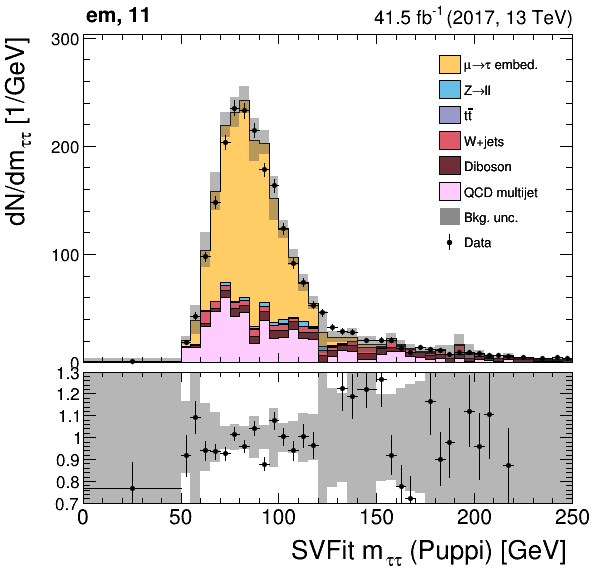 em, 11
41.5 fb⁻¹ (2017, 13 TeV)
dN/dmττ [1/GeV]
300
200
100
0
μ→τ embed.
Z→ll
tt̄
W+jets
Diboson
QCD multijet
Bkg. unc.
Data
1.3
1.2
1.1
1
0.9
0.8
0.7
0 50 100 150 200 250
SVFit mττ (Puppi) [GeV]